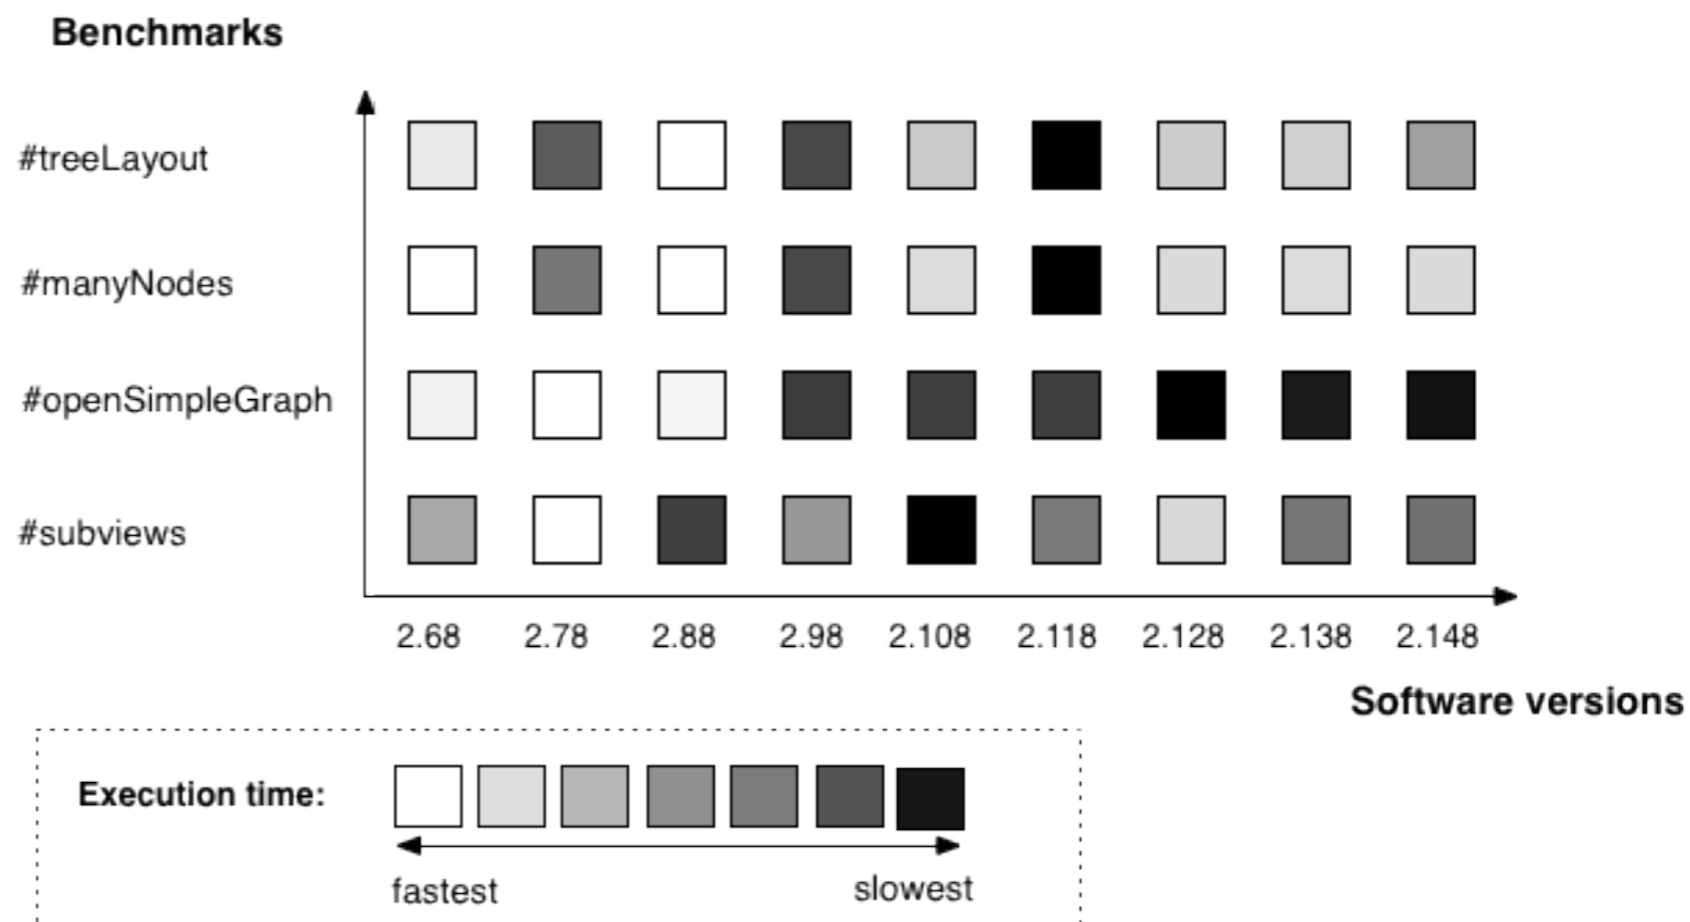 Benchmarks
#treeLayout
#manyNodes
#openSimpleGraph
#subviews
2.68 2.78 2.88 2.98 2.108 2.118 2.128 2.138 2.148
Software versions
Execution time:
fastest slowest